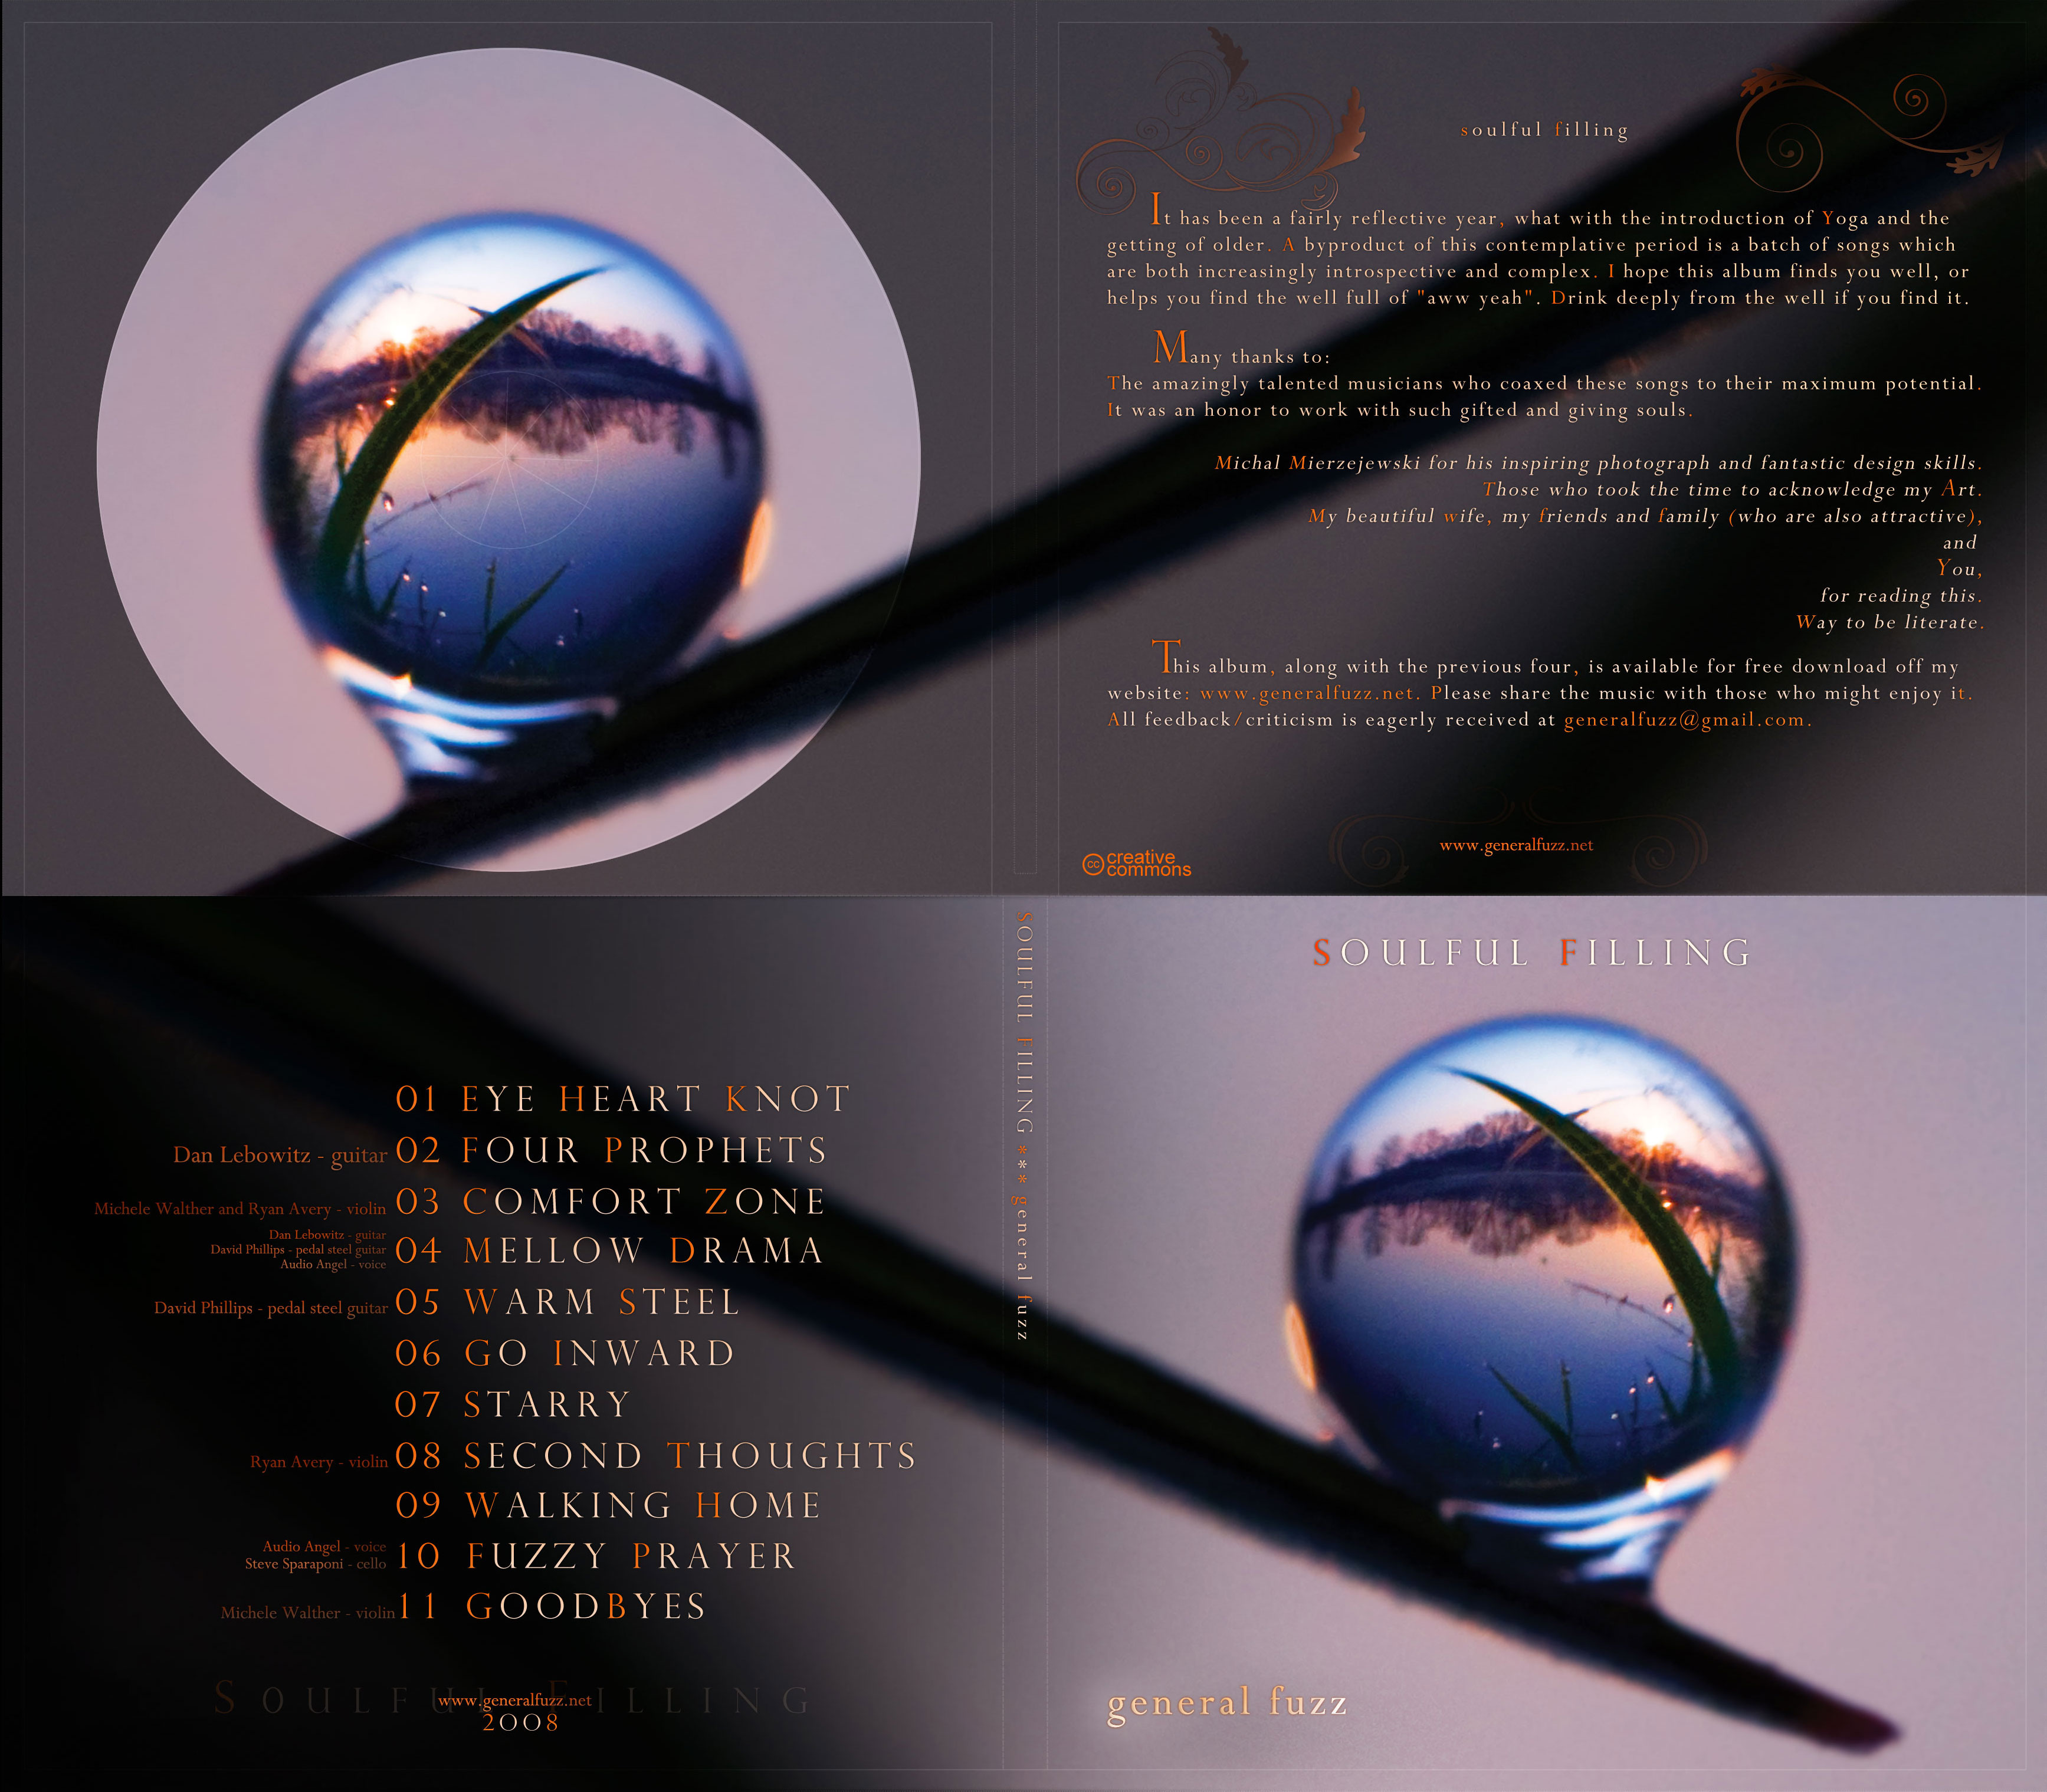 soulful filling
It has been a fairly reflective year, what with the introduction of Yoga and the
getting of older. A byproduct of this contemplative period is a batch of songs which
are both increasingly introspective and complex. I hope this album finds you well, or
helps you find the well full of "aww yeah". Drink deeply from the well if you find it.
Many thanks to:
The amazingly talented musicians who coaxed these songs to their maximum potential.
It was an honor to work with such gifted and giving souls.
Michal Mierzejewski for his inspiring photograph and fantastic design skills.
Those who took the time to acknowledge my Art.
My beautiful wife, my friends and family (who are also attractive),
and
You,
for reading this.
Way to be literate.
This album, along with the previous four, is available for free download off my
website: www.generalfuzz.net. Please share the music with those who might enjoy it.
All feedback/criticism is eagerly received at generalfuzz@gmail.com.
www.generalfuzz.net
cc creative
commons
01 EYE HEART KNOT
Dan Lebowitz - guitar 02 FOUR PROPHETS
Michele Walther and Ryan Avery - violin 03 COMFORT ZONE
Dan Lebowitz - guitar
David Phillips - pedal steel guitar
Audio Angel - voice
04 MELLOW DRAMA
David Phillips - pedal steel guitar 05 WARM STEEL
06 GO INWARD
07 STARRY
Ryan Avery - violin 08 SECOND THOUGHTS
09 WALKING HOME
Audio Angel - voice
Steve Sparaponi - cello
10 FUZZY PRAYER
Michele Walther - violin 11 GOODBYES
SOULFUL FILLING
www.generalfuzz.net
2008
SOULFUL FILLING *** general fuzz
SOULFUL FILLING
general fuzz